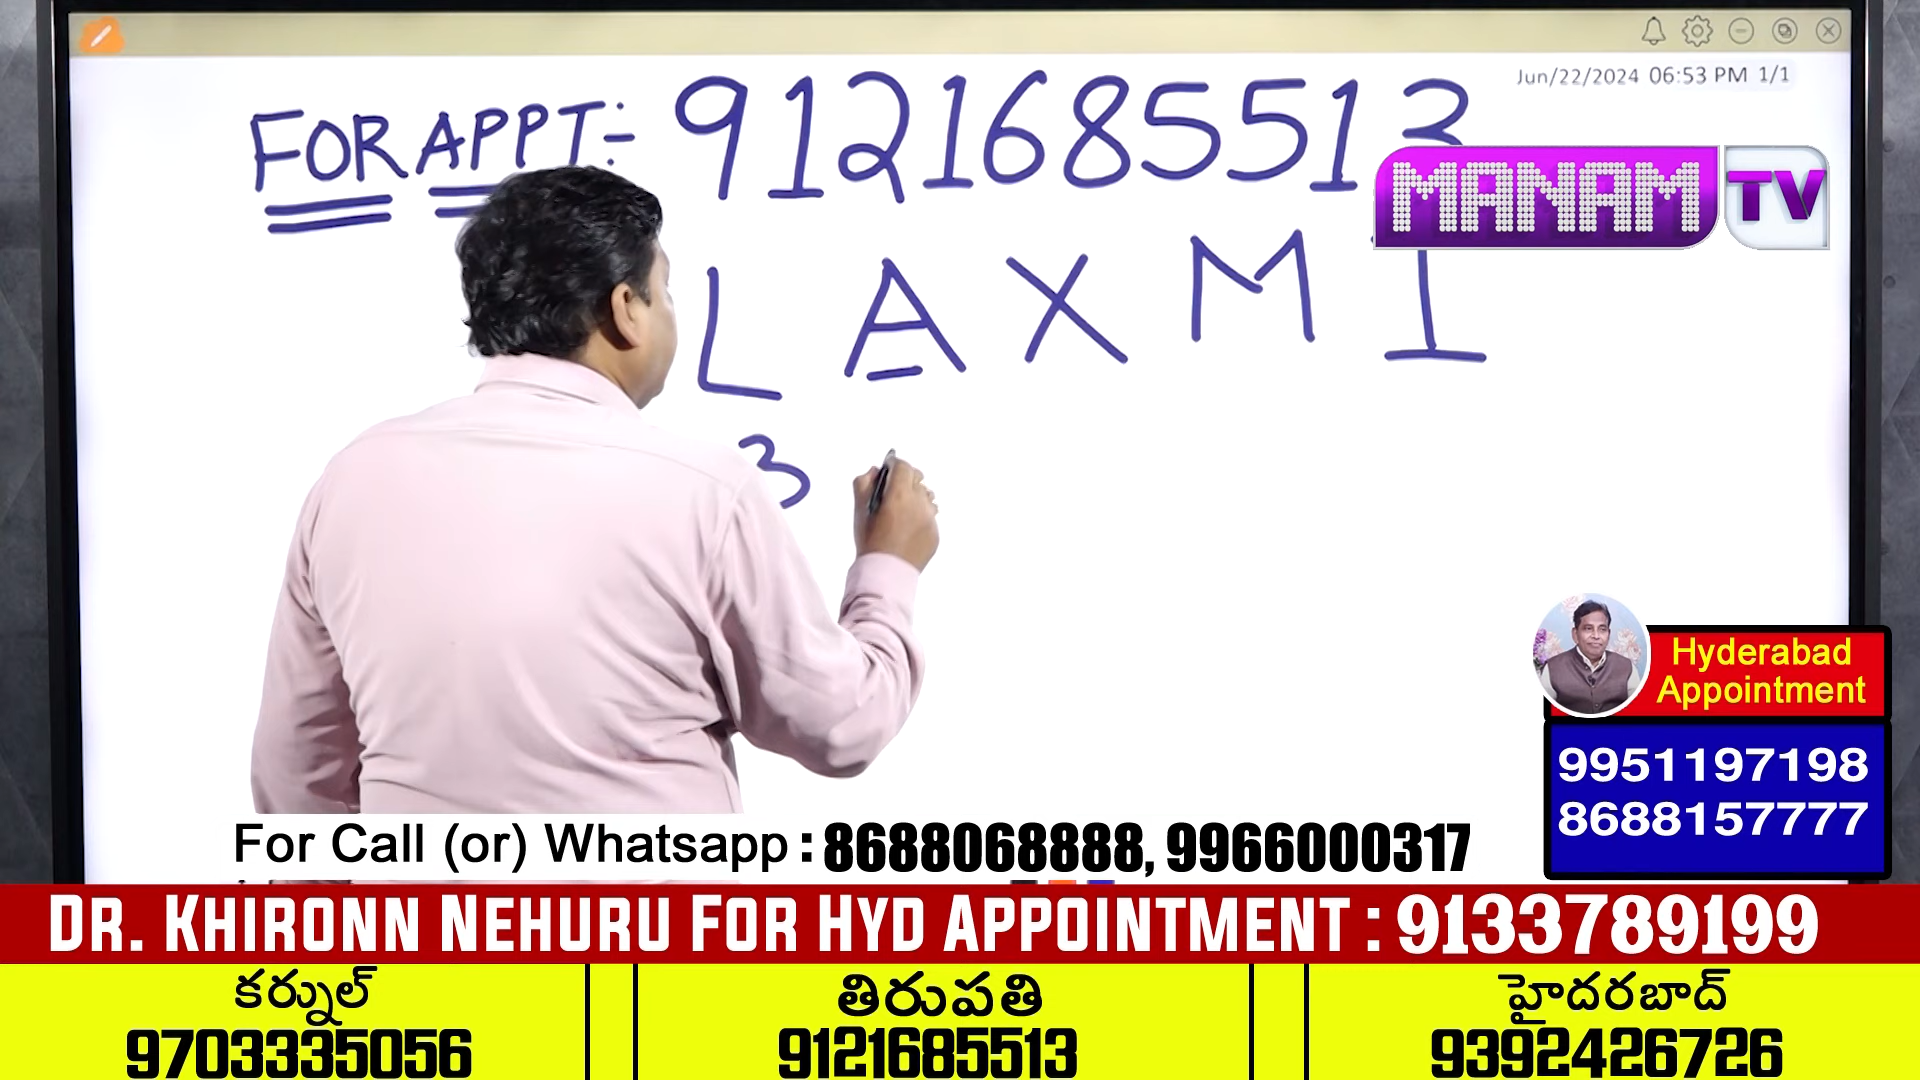 Jun/22/2024 06:53 PM 1/1
FOR APPT:- 9121685513
MANAM TV
LAXMI
3
Hyderabad
Appointment
9951197198
8688157777
For Call (or) Whatsapp : 8688068888, 9966000317
DR. KHIRONN NEHURU FOR HYD APPOINTMENT : 9133789199
కర్నూల్ తిరుపతి హైదరబాద్
9703335056 9121685513 9392426726